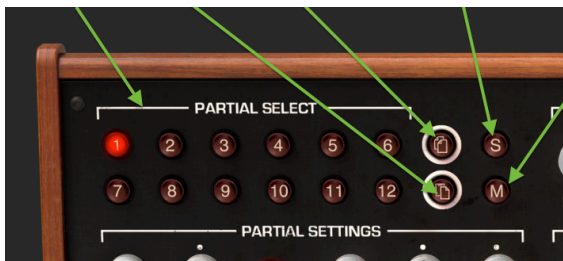 PARTIAL SELECT
1 2 3 4 5 6 S
7 8 9 10 11 12 M
PARTIAL SETTINGS